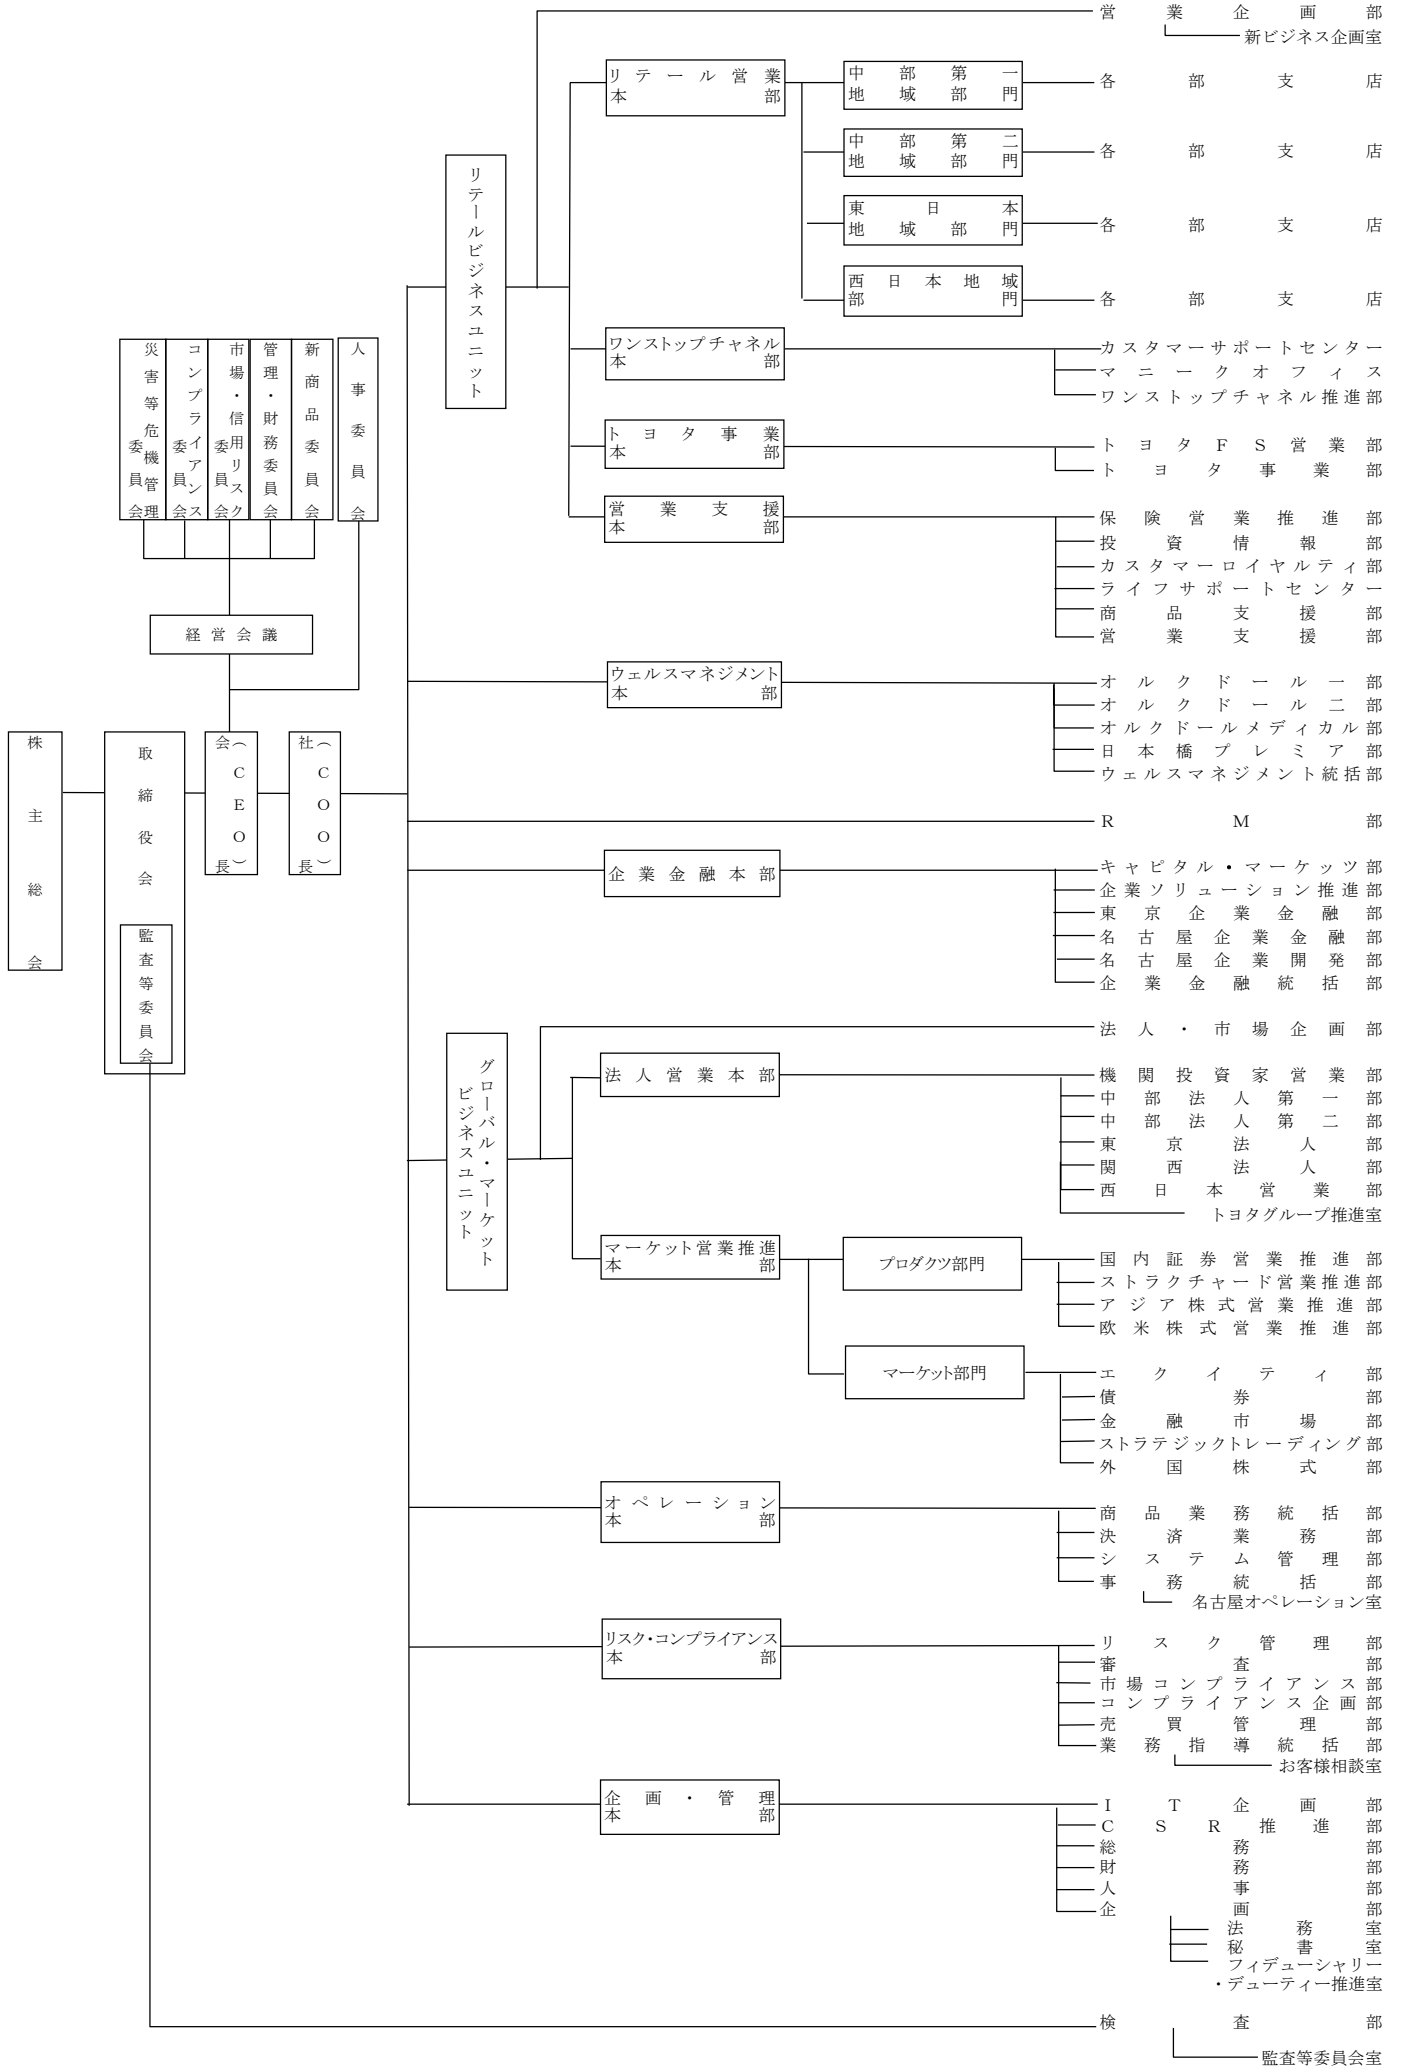 営業企画部
新ビジネス企画室
リテール営業
本部
中部第一
地域部門
各部支店
中部第二
地域部門
各部支店
東日本
地域部門
各部支店
西日本地域
部門
各部支店
リテールビジネスユニット
ワンストップチャネル
本部
カスタマーサポートセンター
マニークオフィス
ワンストップチャネル推進部
トヨタ事業
本部
トヨタFS営業部
トヨタ事業部
営業支援
本部
保険営業推進部
投資情報部
カスタマーロイヤルティ部
ライフサポートセンター
商品支援部
営業支援部
災害等危機管理
委員会
コンプライアンス
委員会
市場・信用リスク
委員会
管理・財務委員会
新商品委員会
人事委員会
経営会議
ウェルスマネジメント
本部
オルクドール一部
オルクドール二部
オルクドールメディカル部
日本橋プレミア部
ウェルスマネジメント統括部
株主総会
取締役会
監査等委員会
会長
（CEO）
社長
（COO）
RM部
企業金融本部
キャピタル・マーケッツ部
企業ソリューション推進部
東京企業金融部
名古屋企業金融部
名古屋企業開発部
企業金融統括部
グローバル・マーケット
ビジネスユニット
法人・市場企画部
法人営業本部
機関投資家営業部
中部法人第一部
中部法人第二部
東京法人部
関西法人部
西日本営業部
トヨタグループ推進室
マーケット営業推進
本部
プロダクツ部門
国内証券営業推進部
ストラクチャード営業推進部
アジア株式営業推進部
欧米株式営業推進部
マーケット部門
エクイティ部
債券部
金融市場部
ストラテジックトレーディング部
外国株式部
オペレーション
本部
商品業務統括部
決済業務部
システム管理部
事務統括部
名古屋オペレーション室
リスク・コンプライアンス
本部
リスク管理部
審査部
市場コンプライアンス部
コンプライアンス企画部
売買管理部
業務指導統括部
お客様相談室
企画・管理
本部
IT企画部
CSR推進部
総務部
財務部
人事部
企画部
法務室
秘書室
フィデューシャリー
・デューティー推進室
検査部
監査等委員会室